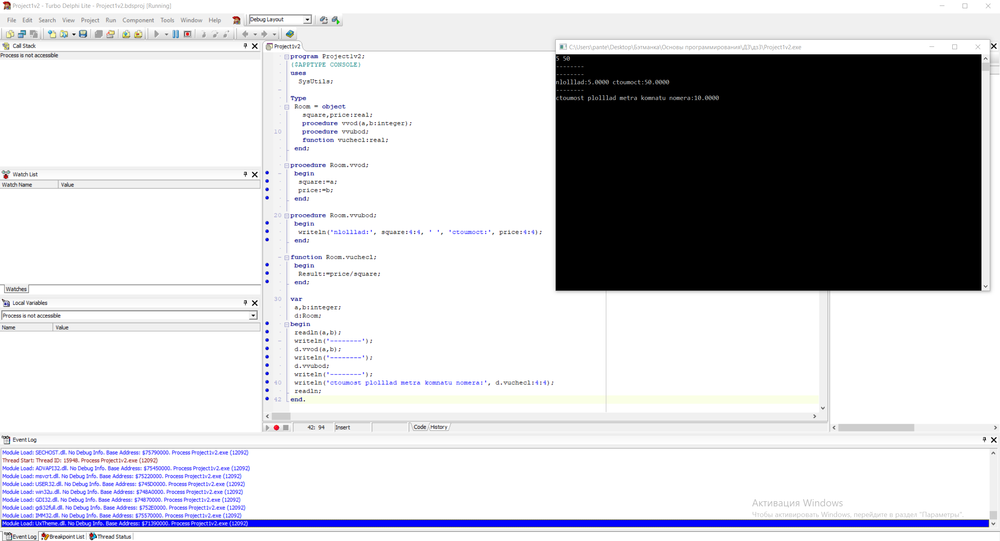 Project1v2 - Turbo Delphi Lite - Project1v2.bdsproj [Running]
File Edit Search View Project Run Component Tools Window Help
Debug Layout
Call Stack
Process is not accessible
Watch List
Watch Name Value
Watches
Local Variables
Process is not accessible
Name Value
Project1v2
program Project1v2;
{$APPTYPE CONSOLE}
uses
SysUtils;
Type
Room = object
square,price:real;
procedure vvod(a,b:integer);
10 procedure vvubod;
function vuchecl:real;
end;
procedure Room.vvod;
begin
square:=a;
price:=b;
end;
20 procedure Room.vvubod;
begin
writeln('nlolllad:', square:4:4, ' ', 'ctoumoct:', price:4:4);
end;
function Room.vuchecl;
begin
Result:=price/square;
end;
30 var
a,b:integer;
d:Room;
begin
readln(a,b);
writeln('--------');
d.vvod(a,b);
writeln('--------');
d.vvubod;
writeln('--------');
40 writeln('ctoumost plolllad metra komnatu nomera:', d.vuchecl:4:4);
readln;
42 end.
42: 94 Insert Code History
C:\Users\pante\Desktop\Бэтманка\Основы программирования\ДЗ\дз3\Project1v2.exe
5 50
--------
--------
nlolllad:5.0000 ctoumoct:50.0000
--------
ctoumost plolllad metra komnatu nomera:10.0000
Event Log
Module Load: SECHOST.dll. No Debug Info. Base Address: $75790000. Process Project1v2.exe (12092)
Thread Start: Thread ID: 15948. Process Project1v2.exe (12092)
Module Load: ADVAPI32.dll. No Debug Info. Base Address: $75450000. Process Project1v2.exe (12092)
Module Load: msvcrt.dll. No Debug Info. Base Address: $75220000. Process Project1v2.exe (12092)
Module Load: USER32.dll. No Debug Info. Base Address: $745D0000. Process Project1v2.exe (12092)
Module Load: win32u.dll. No Debug Info. Base Address: $748A0000. Process Project1v2.exe (12092)
Module Load: GDI32.dll. No Debug Info. Base Address: $74870000. Process Project1v2.exe (12092)
Module Load: gdi32full.dll. No Debug Info. Base Address: $752E0000. Process Project1v2.exe (12092)
Module Load: IMM32.dll. No Debug Info. Base Address: $75570000. Process Project1v2.exe (12092)
Module Load: UxTheme.dll. No Debug Info. Base Address: $71390000. Process Project1v2.exe (12092)
Активация Windows
Чтобы активировать Windows, перейдите в раздел "Параметры".
Event Log Breakpoint List Thread Status